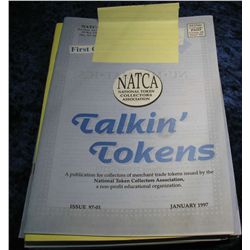 NATCA
First C
NATCA
NATIONAL TOKEN
COLLECTORS
ASSOCIATION
Talkin'
Tokens
A publication for collectors of merchant trade tokens issued by the
National Token Collectors Association,
a non-profit educational organization.
ISSUE 97-01
JANUARY 1997